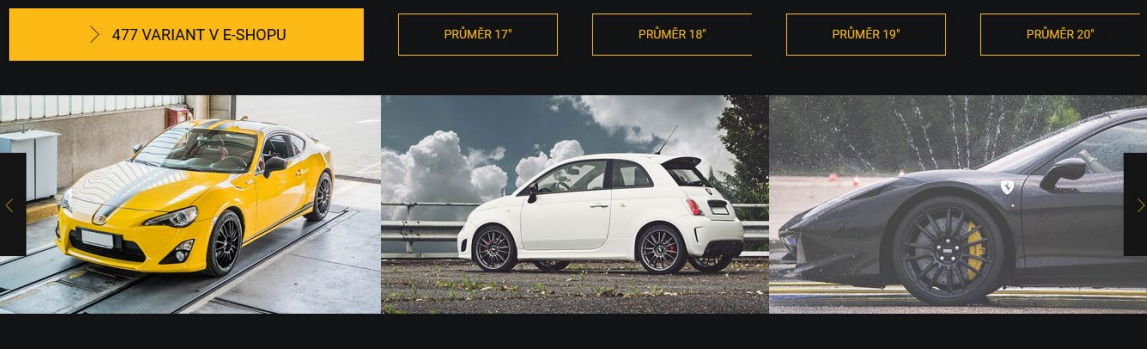 477 VARIANT V E-SHOPU
PRŮMĚR 17"
PRŮMĚR 18"
PRŮMĚR 19"
PRŮMĚR 20"